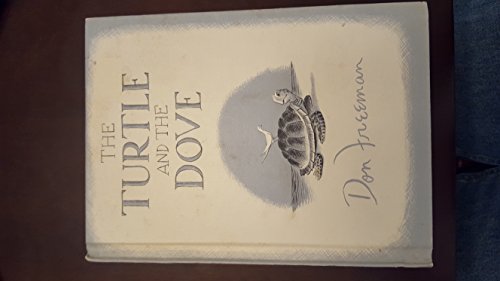 THE
TURTLE
AND THE
DOVE
Don Freeman